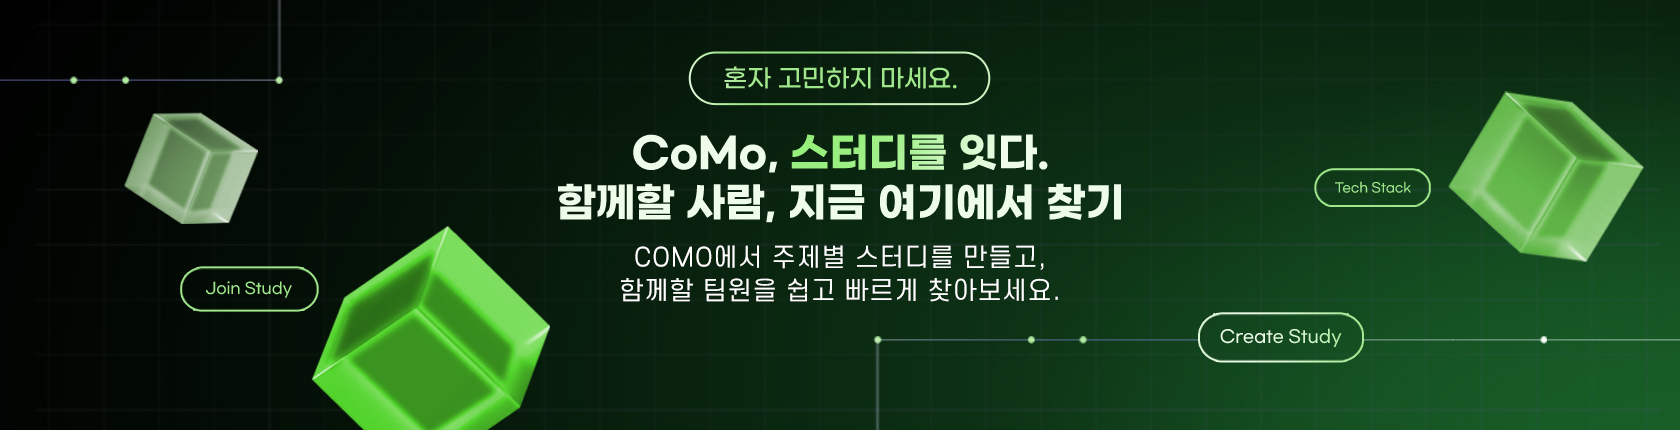 혼자 고민하지 마세요.
CoMo, 스터디를 잇다.
함께할 사람, 지금 여기에서 찾기
COMO에서 주제별 스터디를 만들고,
함께할 팀원을 쉽고 빠르게 찾아보세요.
Tech Stack
Join Study
Create Study